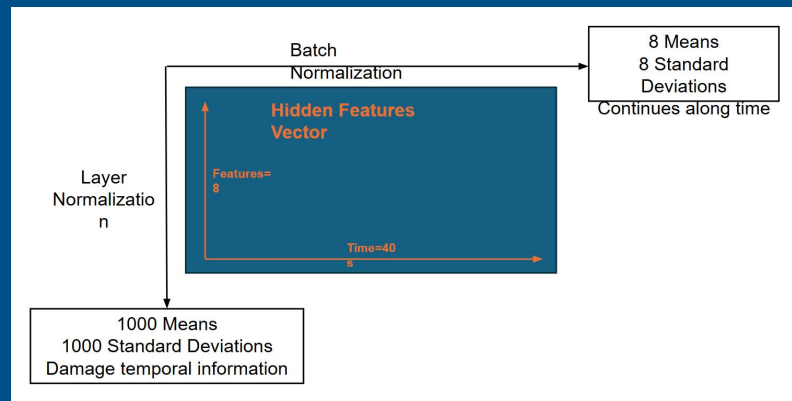 Batch
Normalization
8 Means
8 Standard
Deviations
Continues along time
Hidden Features
Vector
Features=
8
Layer
Normalizatio
n
Time=40
s
1000 Means
1000 Standard Deviations
Damage temporal information